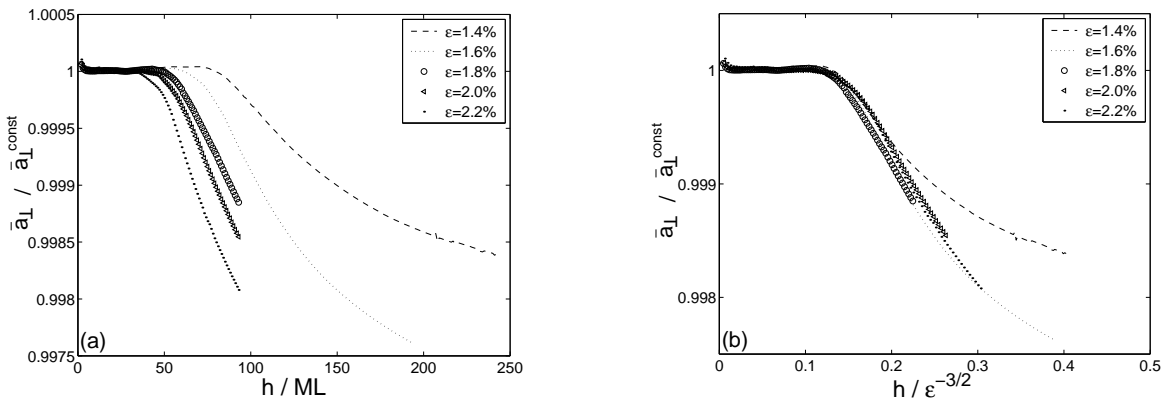 1.0005
1
0.9995
0.999
0.9985
0.998
0.9975
0 50 100 150 200 250
h / ML
a̅⊥ / a̅⊥^const
(a)
ε=1.4%
ε=1.6%
ε=1.8%
ε=2.0%
ε=2.2%
1
0.999
0.998
0 0.1 0.2 0.3 0.4 0.5
h / ε^-3/2
a̅⊥ / a̅⊥^const
(b)
ε=1.4%
ε=1.6%
ε=1.8%
ε=2.0%
ε=2.2%